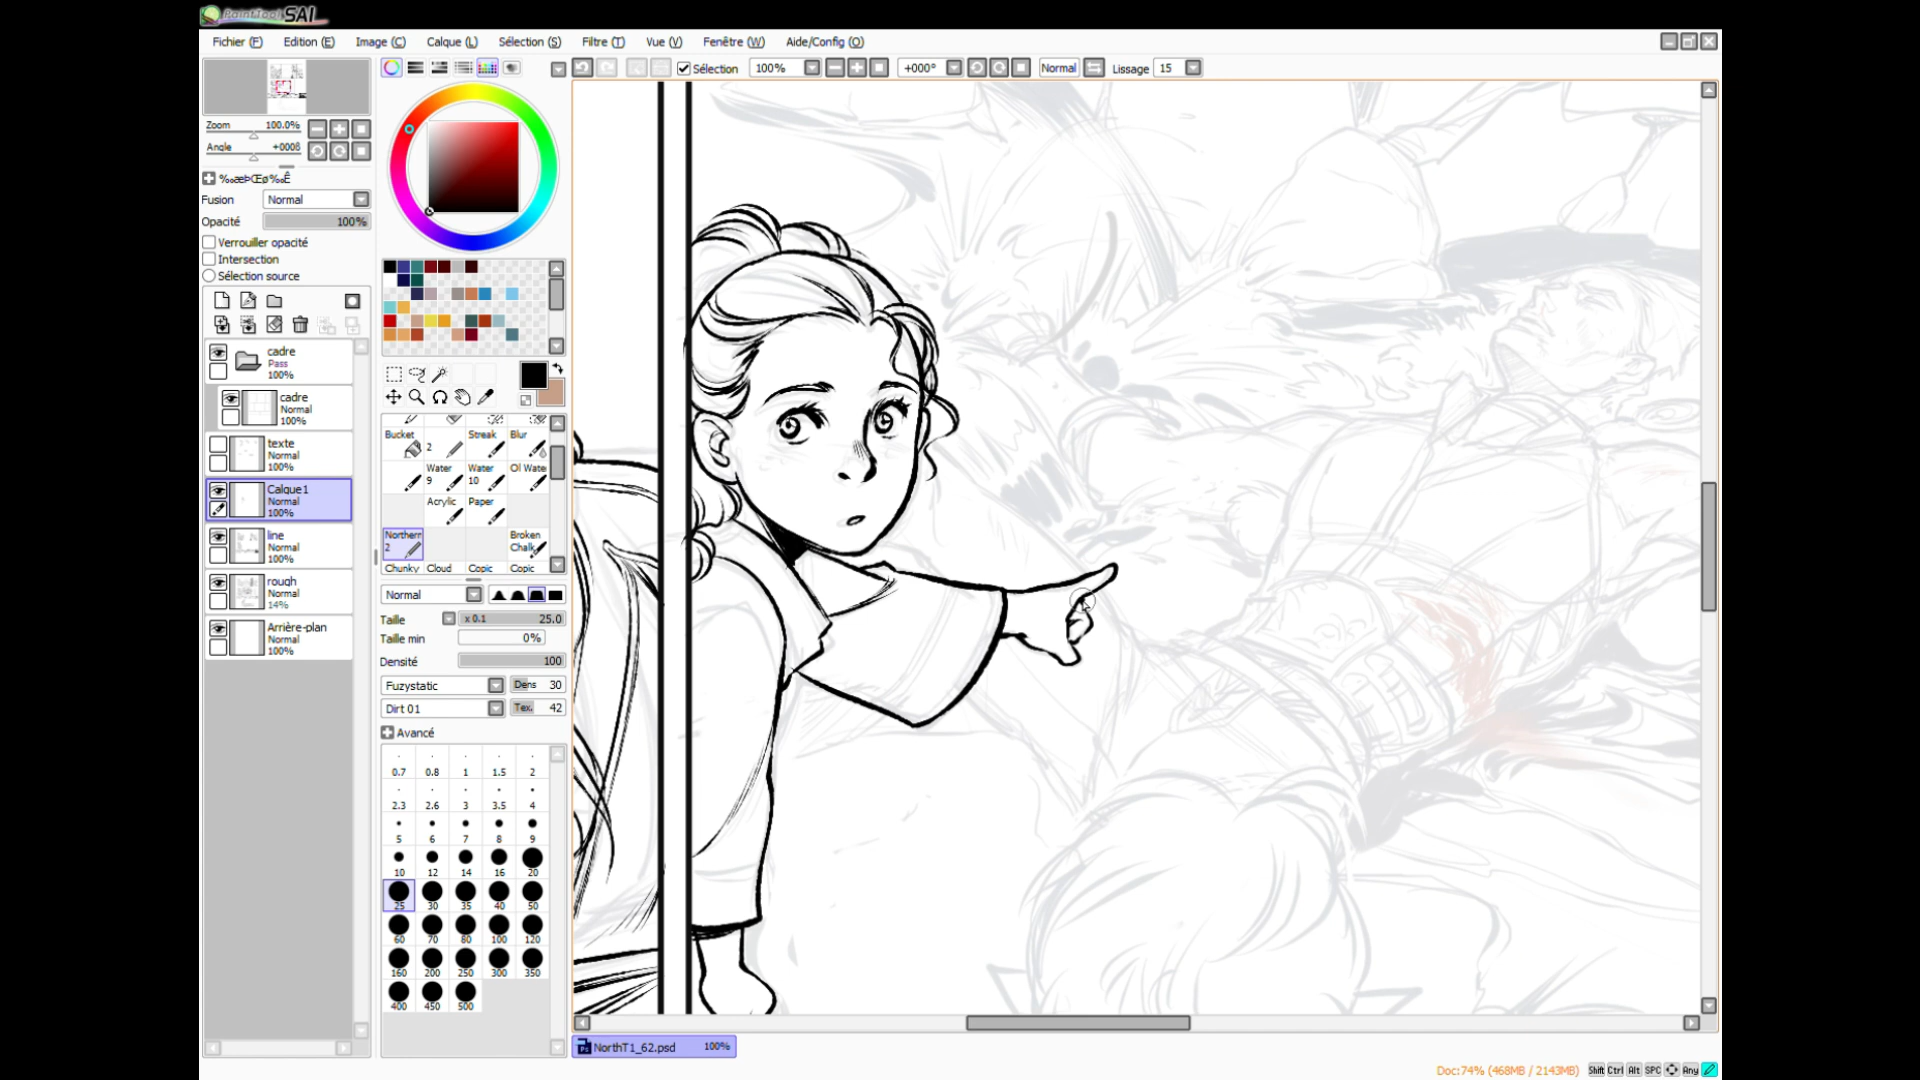 PaintTool SAI
Fichier (F) Edition (E) Image (C) Calque (L) Sélection (S) Filtre (T) Vue (V) Fenêtre (W) Aide/Config (O)
Sélection 100% +000° Normal Lissage 15
Zoom 100.0%
Angle +000ß
Fusion Normal
Opacité 100%
Verrouiller opacité
Intersection
Sélection source
cadre
Pass
100%
cadre
Normal
100%
texte
Normal
100%
Calque1
Normal
100%
line
Normal
100%
rough
Normal
14%
Arrière-plan
Normal
100%
Bucket 2 Streak Blur
Water 9 Water 10 Oil Wate
Acrylic Paper
Northern 2 Broken Chalk
Chunky Cloud Copic Copic
Normal
Taille x 0.1 25.0
Taille min 0%
Densité 100
Fuzystatic Dens 30
Dirt 01 Tex. 42
Avancé
0.7 0.8 1 1.5 2
2.3 2.6 3 3.5 4
5 6 7 8 9
10 12 14 16 20
25 30 35 40 50
60 70 80 100 120
160 200 250 300 350
400 450 500
NorthT1_62.psd 100%
Doc:74% (468MB / 2143MB) Shift Ctrl Alt SPC Any